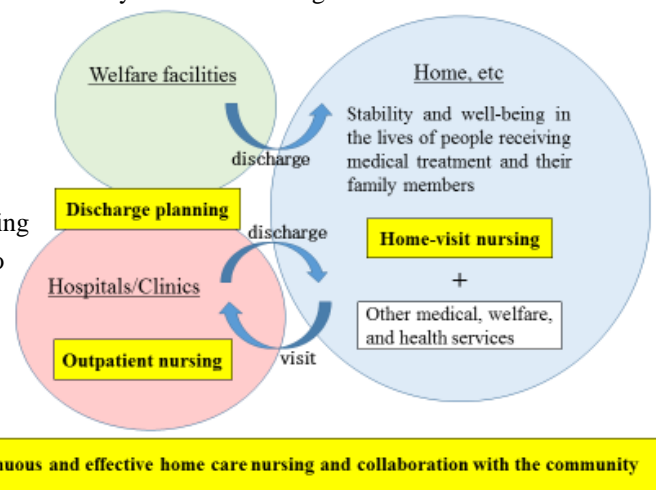 Welfare facilities
Home, etc
Stability and well-being in
the lives of people receiving
medical treatment and their
family members
discharge
Discharge planning
discharge
Home-visit nursing
+
Hospitals/Clinics
Other medical, welfare,
and health services
Outpatient nursing
visit
and effective home care nursing and collaboration with the community